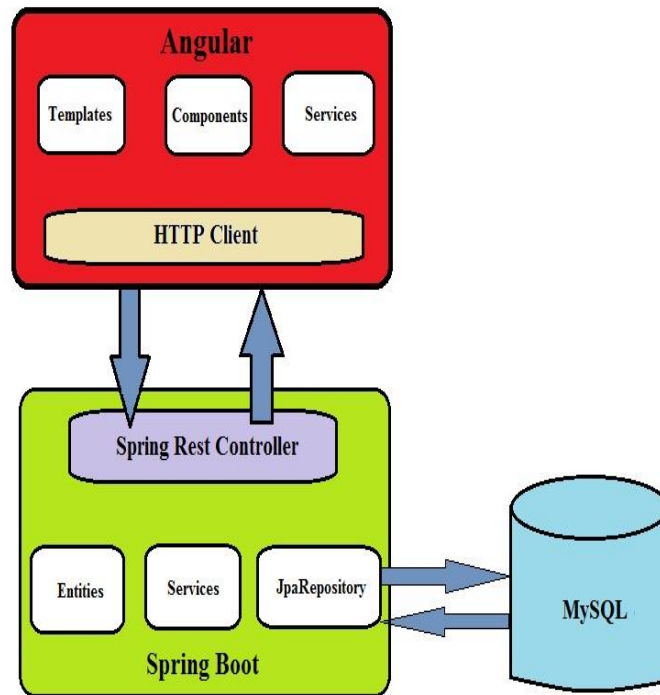 Angular
Templates
Components
Services
HTTP Client
Spring Rest Controller
Entities
Services
JpaRepository
MySQL
Spring Boot